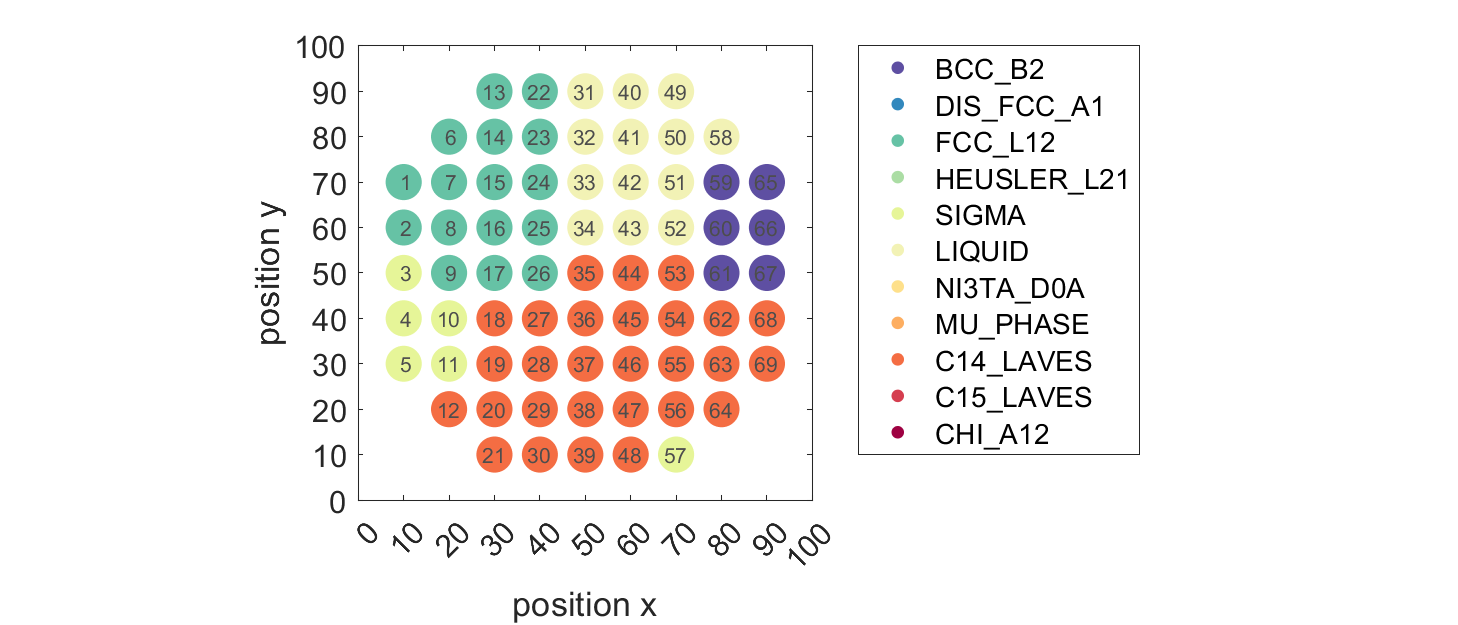 100
90
80
70
60
50
40
30
20
10
0
position y
13 22 31 40 49
6 14 23 32 41 50 58
1 7 15 24 33 42 51 59 65
2 8 16 25 34 43 52 60 66
3 9 17 26 35 44 53 61 67
4 10 18 27 36 45 54 62 68
5 11 19 28 37 46 55 63 69
12 20 29 38 47 56 64
21 30 39 48 57
0 10 20 30 40 50 60 70 80 90 100
position x
BCC_B2
DIS_FCC_A1
FCC_L12
HEUSLER_L21
SIGMA
LIQUID
NI3TA_D0A
MU_PHASE
C14_LAVES
C15_LAVES
CHI_A12